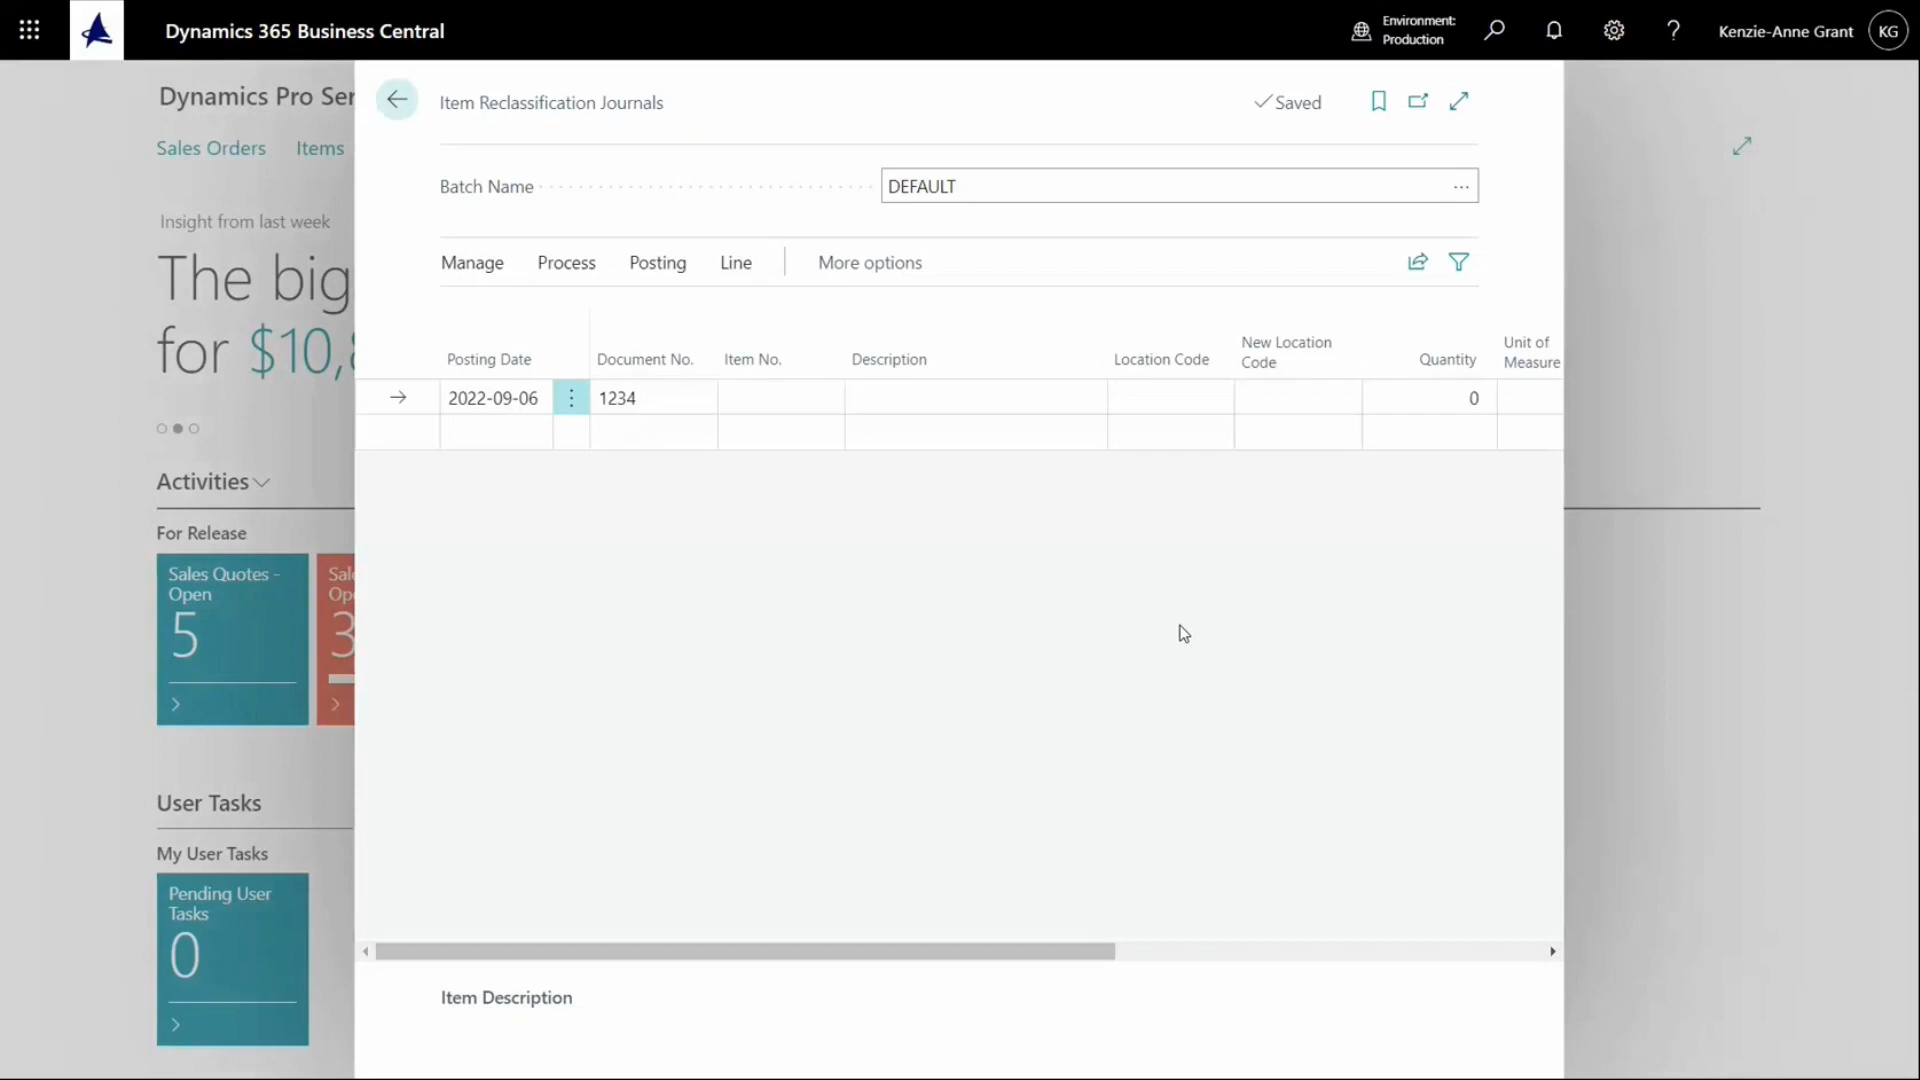 Dynamics 365 Business Central
Environment:
Production
?
Kenzie-Anne Grant
KG
Dynamics Pro Ser
Sales Orders Items
Insight from last week
The big
for $10,8
Activities
For Release
Sales Quotes -
Open
5
Sal
Op
3
User Tasks
My User Tasks
Pending User
Tasks
0
Item Reclassification Journals
Saved
Batch Name
DEFAULT
...
Manage Process Posting Line More options
Posting Date Document No. Item No. Description Location Code New Location
Code Quantity Unit of
Measure
2022-09-06 1234 0
Item Description